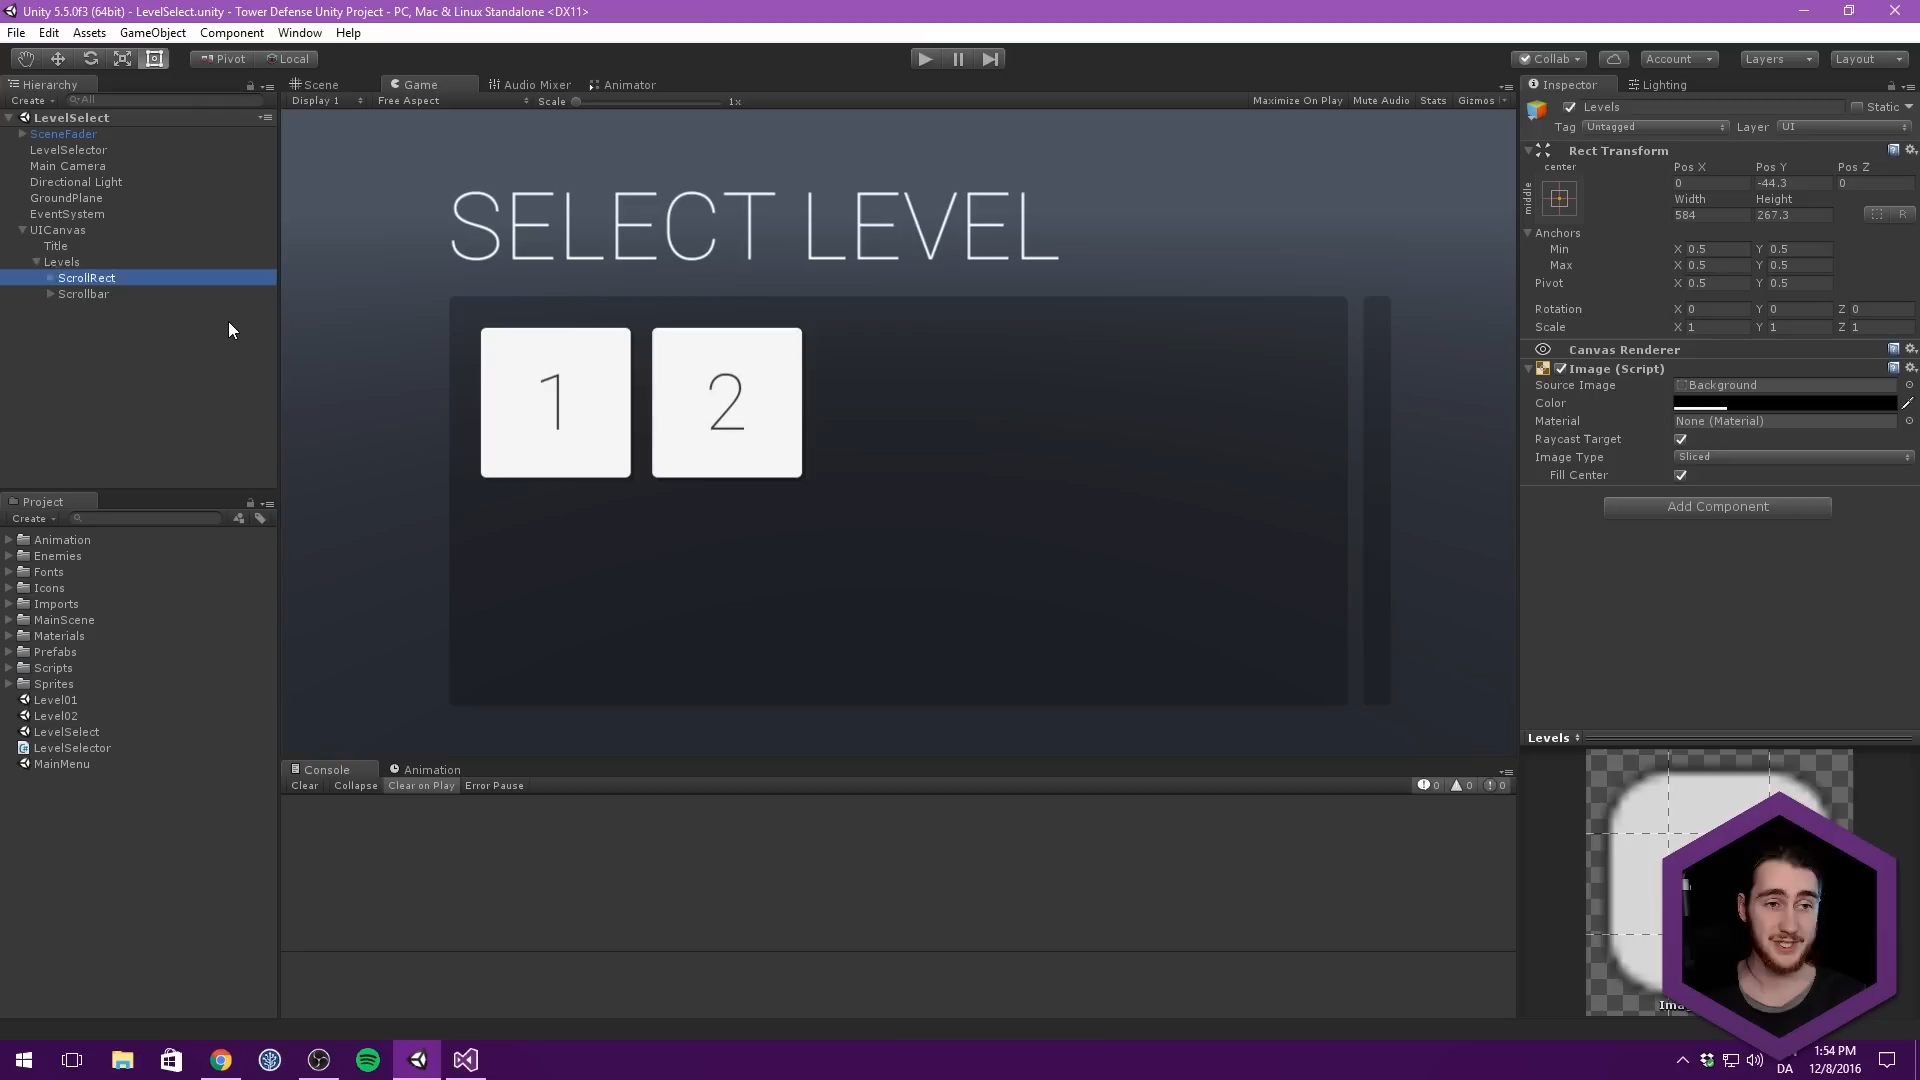 Unity 5.5.0f3 (64bit) - LevelSelect.unity - Tower Defense Unity Project - PC, Mac & Linux Standalone <DX11>
File Edit Assets GameObject Component Window Help
Pivot Local Collab Account Layers Layout
Hierarchy
Create All
LevelSelect
SceneFader
LevelSelector
Main Camera
Directional Light
GroundPlane
EventSystem
UICanvas
Title
Levels
ScrollRect
Scrollbar
Scene Game Audio Mixer Animator
Display 1 Free Aspect Scale 1x Maximize On Play Mute Audio Stats Gizmos
SELECT LEVEL
1 2
Project
Create
Animation
Enemies
Fonts
Icons
Imports
MainScene
Materials
Prefabs
Scripts
Sprites
Level01
Level02
LevelSelect
LevelSelector
MainMenu
Console Animation
Clear Collapse Clear on Play Error Pause 0 0 0
Inspector Lighting
Levels Static
Tag Untagged Layer UI
Rect Transform
center Pos X Pos Y Pos Z
middle 0 -44.3 0
Width Height
584 267.3 R
Anchors
Min X 0.5 Y 0.5
Max X 0.5 Y 0.5
Pivot X 0.5 Y 0.5
Rotation X 0 Y 0 Z 0
Scale X 1 Y 1 Z 1
Canvas Renderer
Image (Script)
Source Image Background
Color
Material None (Material)
Raycast Target
Image Type Sliced
Fill Center
Add Component
Levels
1:54 PM
DA 12/8/2016